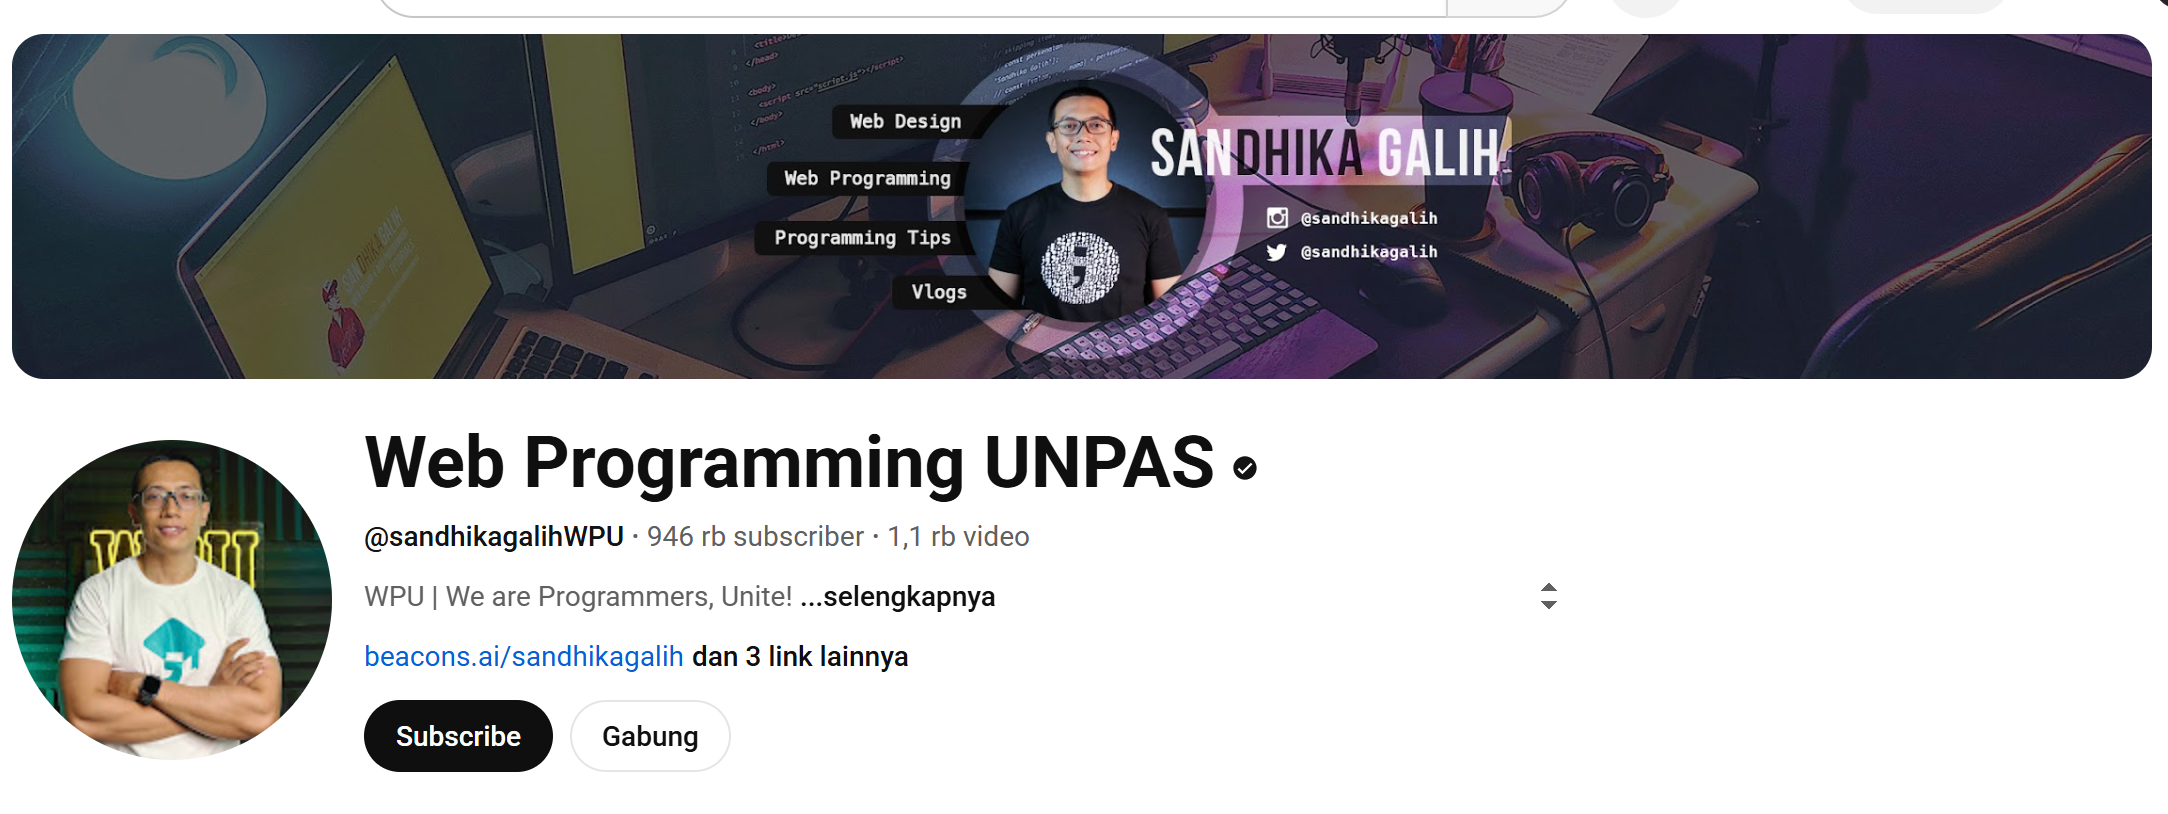 Web Design
Web Programming
Programming Tips
Vlogs
SANDHIKA GALIH
@sandhikagalih
@sandhikagalih
Web Programming UNPAS
@sandhikagalihWPU · 946 rb subscriber · 1,1 rb video
WPU | We are Programmers, Unite! ...selengkapnya
beacons.ai/sandhikagalih dan 3 link lainnya
Subscribe
Gabung